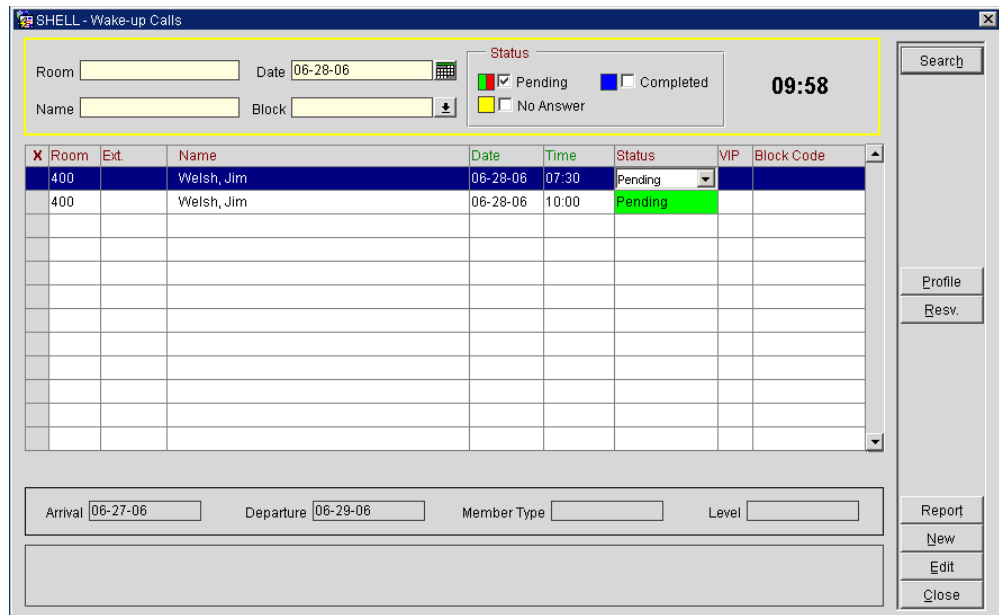 SHELL - Wake-up Calls
Room Date 06-28-06
Name Block
Status
Pending Completed
No Answer
09:58
Search
X Room Ext. Name Date Time Status VIP Block Code
400 Welsh, Jim 06-28-06 07:30 Pending
400 Welsh, Jim 06-28-06 10:00 Pending
Profile
Resv.
Arrival 06-27-06 Departure 06-29-06 Member Type Level
Report
New
Edit
Close